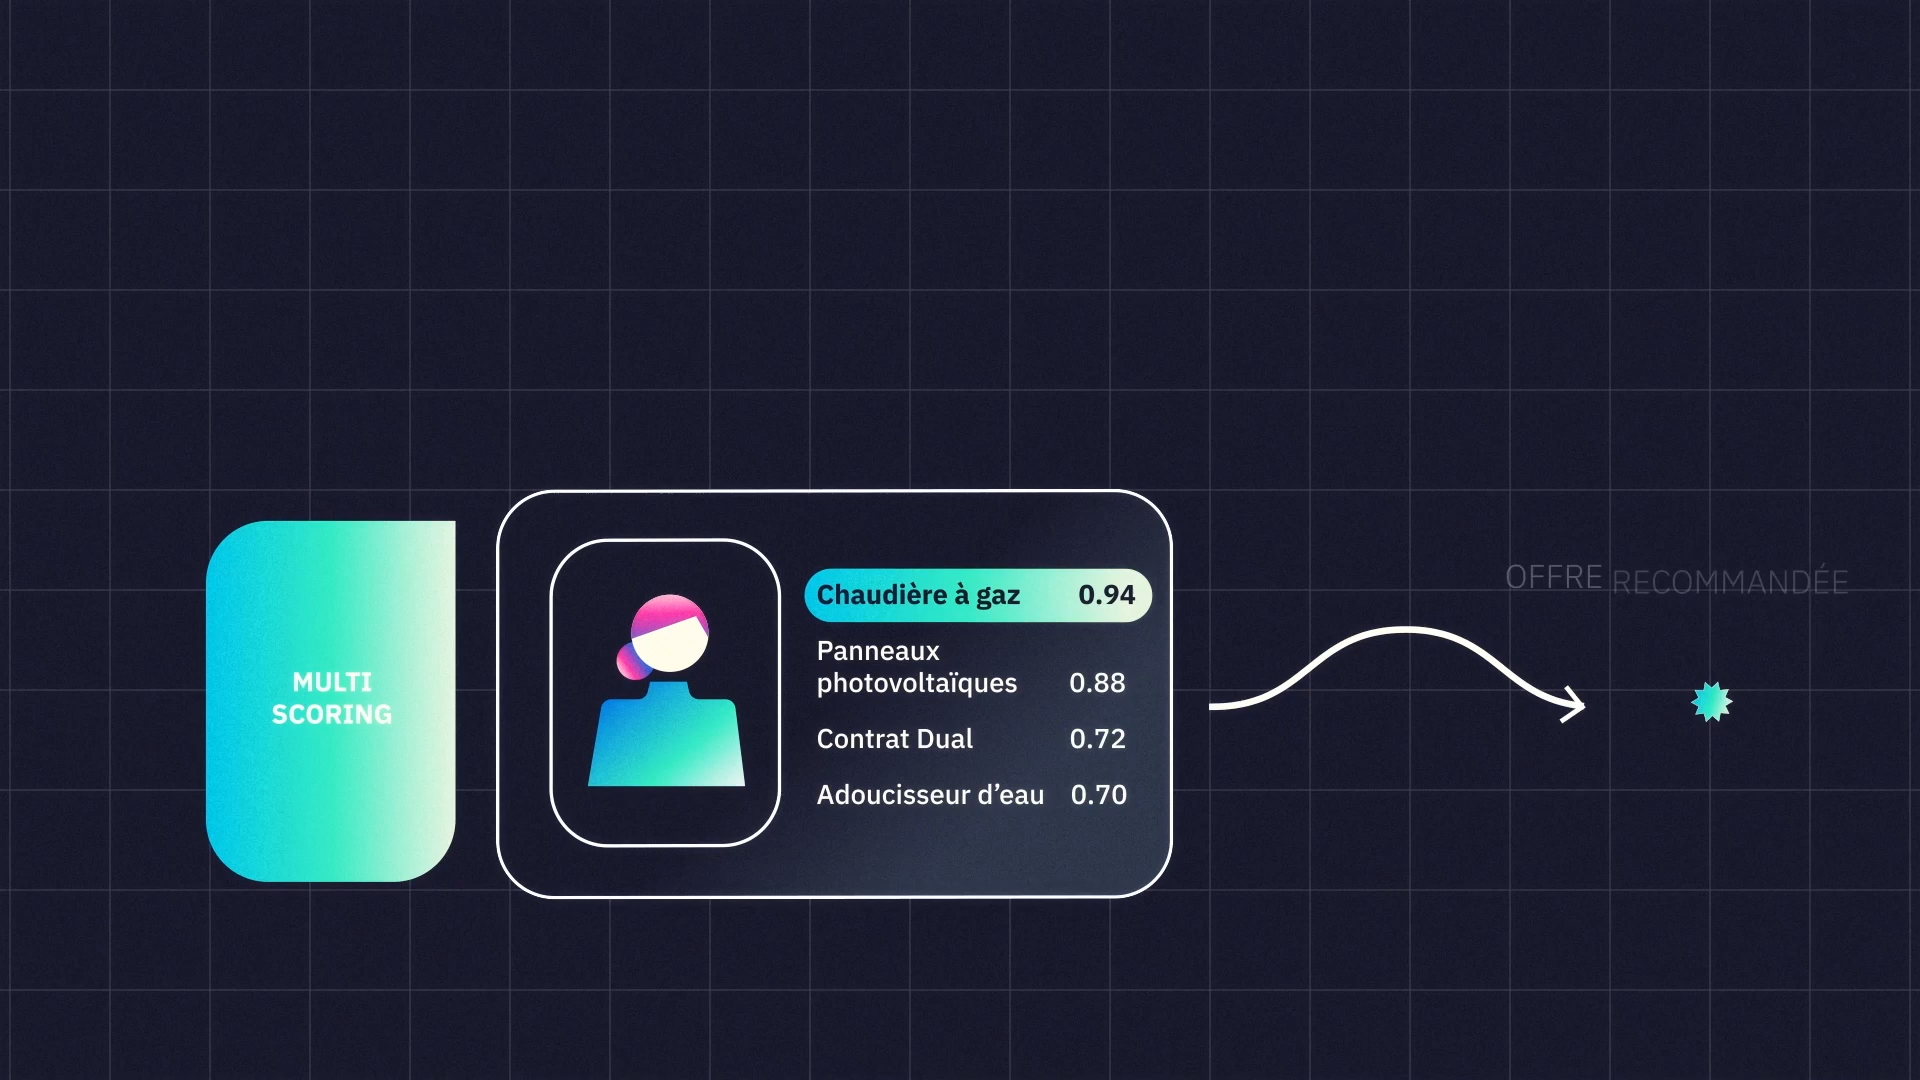 MULTI
SCORING
Chaudière à gaz 0.94
Panneaux
photovoltaïques 0.88
Contrat Dual 0.72
Adoucisseur d’eau 0.70
OFFRE RECOMMANDÉE